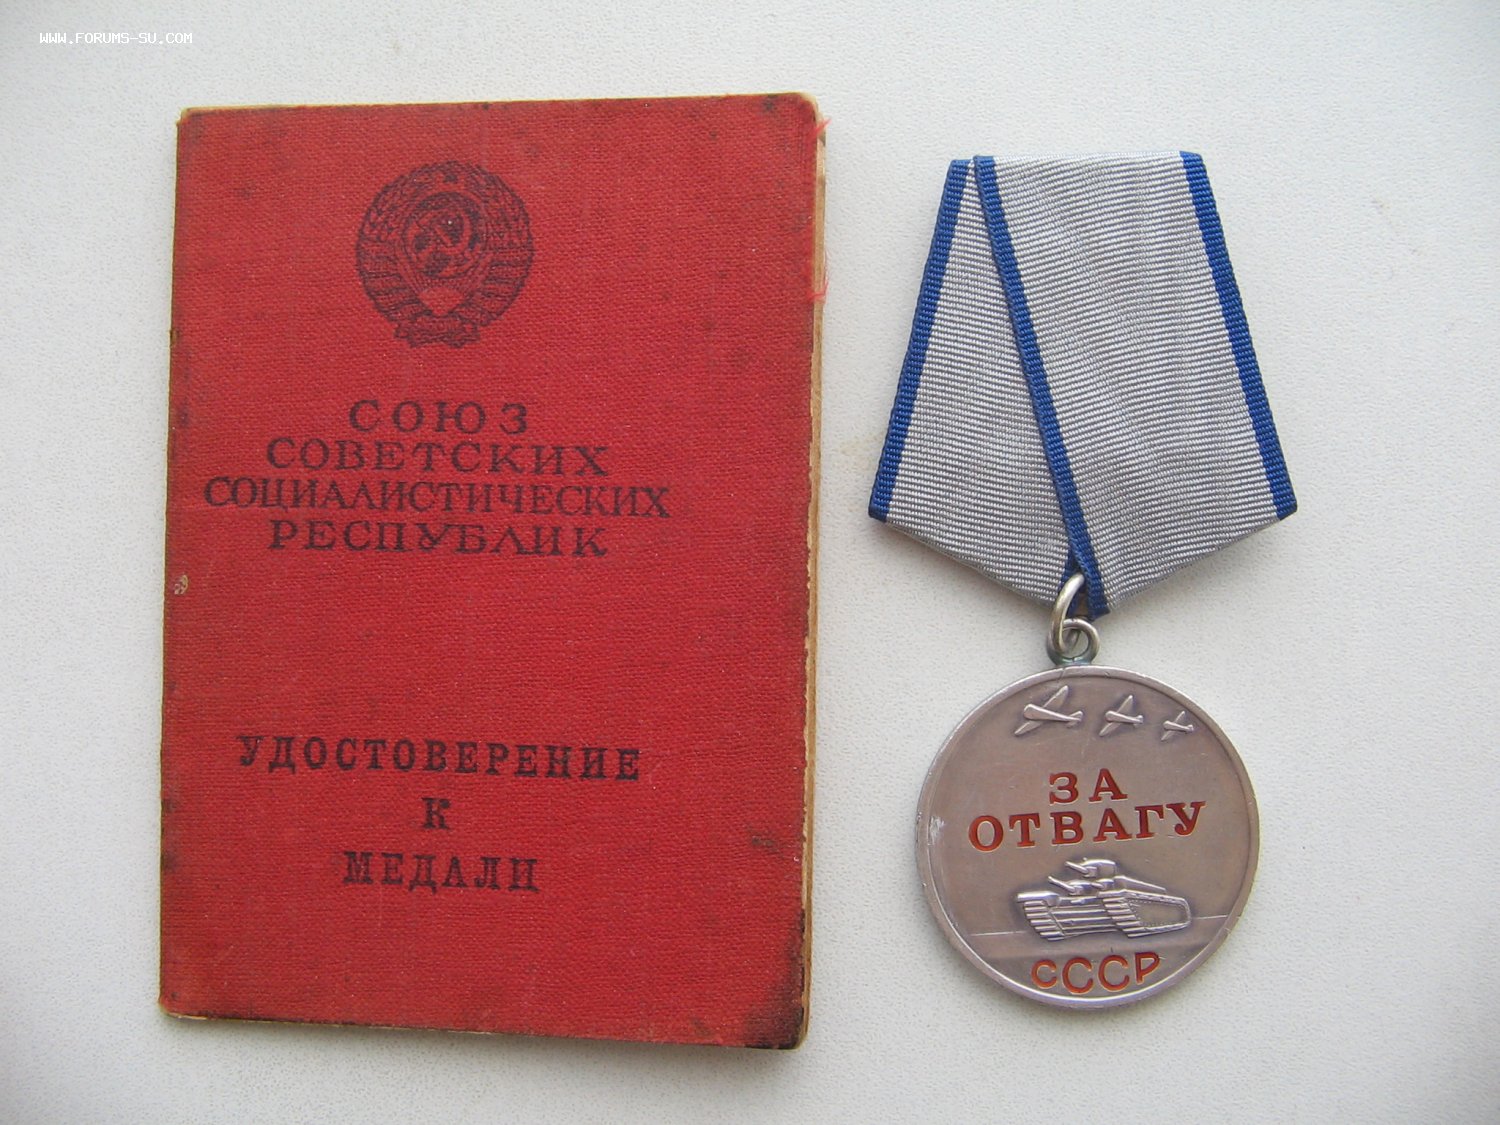 WWW.FORUMS-SU.COM
СОЮЗ
СОВЕТСКИХ
СОЦИАЛИСТИЧЕСКИХ
РЕСПУБЛИК
УДОСТОВЕРЕНИЕ
К
МЕДАЛИ
ЗА
ОТВАГУ
СССР